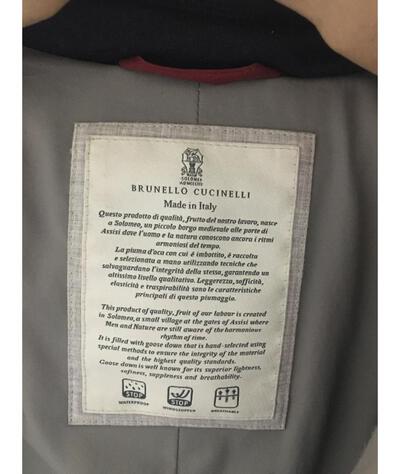 SOLOMEO
BRUNELLO CUCINELLI
Made in Italy
Questo prodotto di qualità, frutto del nostro lavoro, nasce
a Solomeo, un piccolo borgo medievale alle porte di
Assisi dove l'uomo e la natura conoscono ancora i ritmi
armoniosi del tempo.
La piuma d'oca con cui è imbottito, è raccolta
e selezionata a mano utilizzando tecniche che
salvaguardano l'integrità della stessa, garantendo un
altissimo livello qualitativo. Leggerezza, sofficità,
elasticità e traspirabilità sono le caratteristiche
principali di questo piumaggio.
This product of quality, fruit of our labour is created
in Solomeo, a small village at the gates of Assisi where
Men and Nature are still aware of the harmonious
rhythm of time.
It is filled with goose down that is hand-selected using
special methods to ensure the integrity of the material
and the highest quality standards.
Goose down is well known for its superior lightness,
softness, suppleness and breathability.
STOP STOP
WATERPROOF WINDSTOPPER BREATHABLE